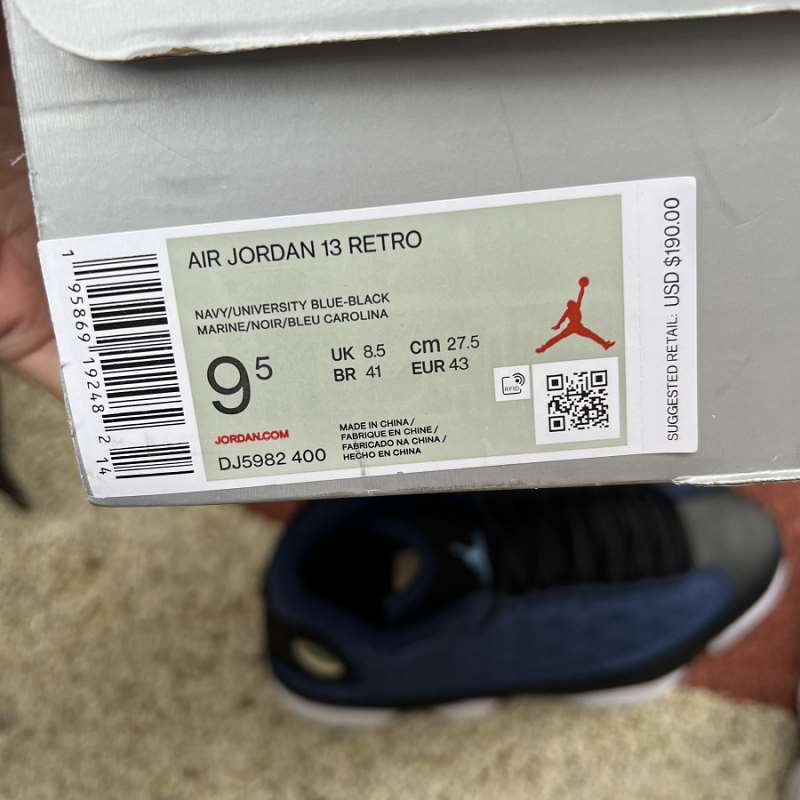 AIR JORDAN 13 RETRO
NAVY/UNIVERSITY BLUE-BLACK
MARINE/NOIR/BLEU CAROLINA
9⁵
UK 8.5 cm 27.5
BR 41 EUR 43
JORDAN.COM
DJ5982 400
MADE IN CHINA /
FABRIQUE EN CHINE /
FABRICADO NA CHINA /
HECHO EN CHINA
RFID
SUGGESTED RETAIL: USD $190.00
1 95869 19248 2 14